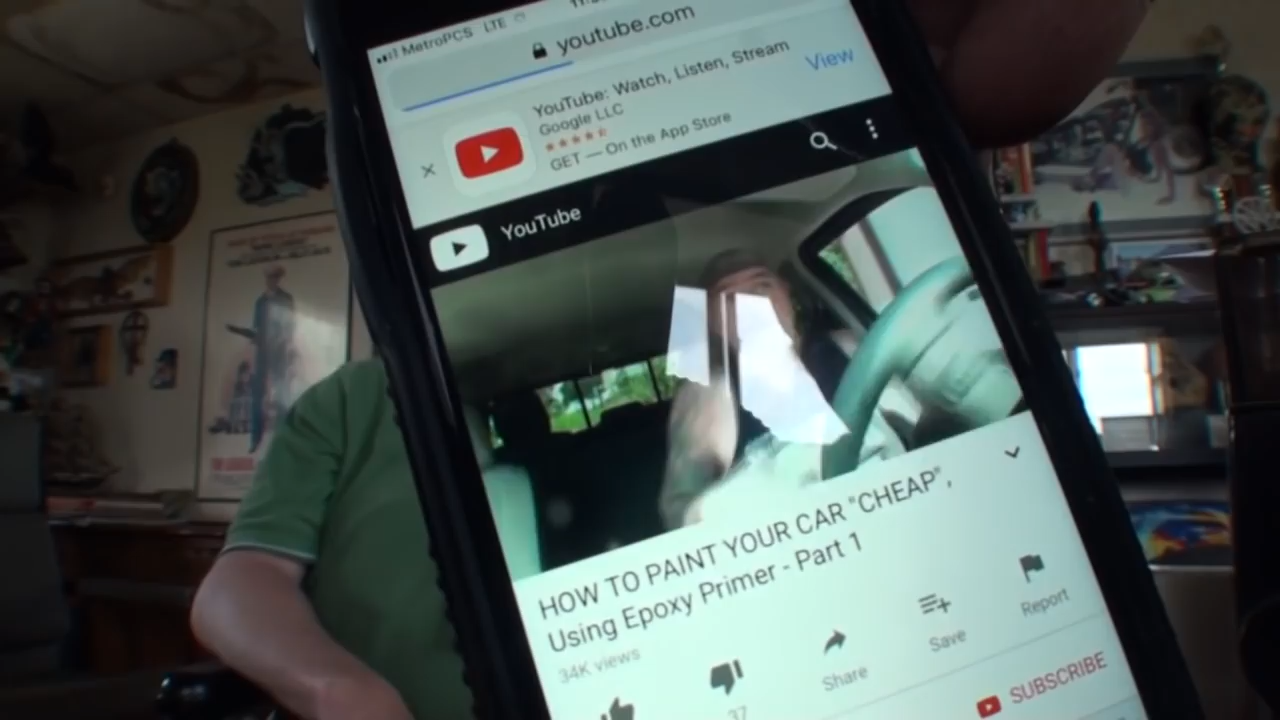 MetroPCS LTE
youtube.com
YouTube: Watch, Listen, Stream
Google LLC
GET — On the App Store
View
YouTube
HOW TO PAINT YOUR CAR "CHEAP",
Using Epoxy Primer - Part 1
34K views
37
Share
Save
Report
SUBSCRIBE